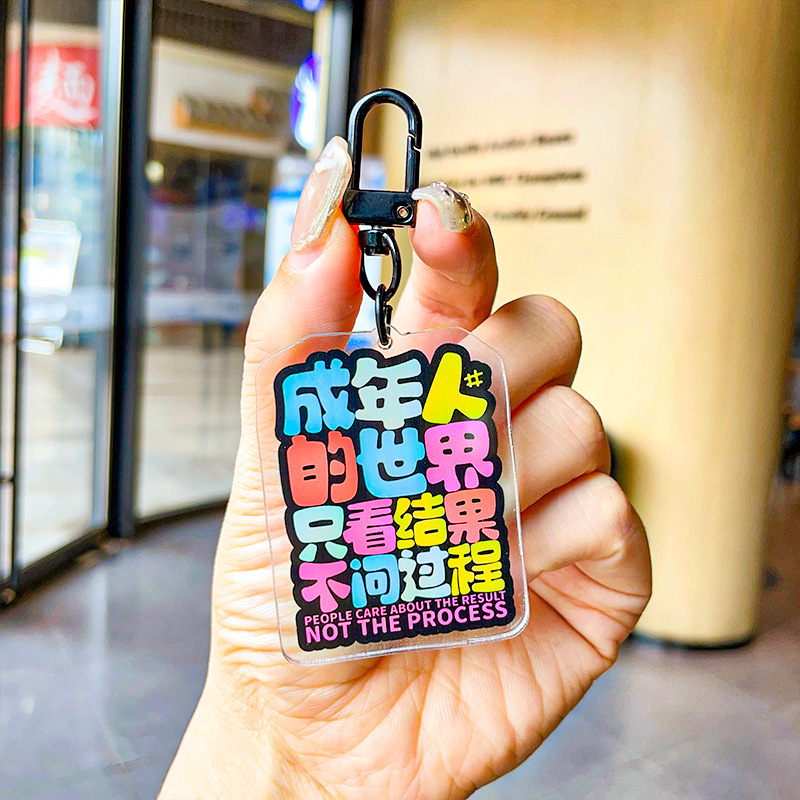 麺
成年人#
的世界
只看结果
不问过程
PEOPLE CARE ABOUT THE RESULT
NOT THE PROCESS